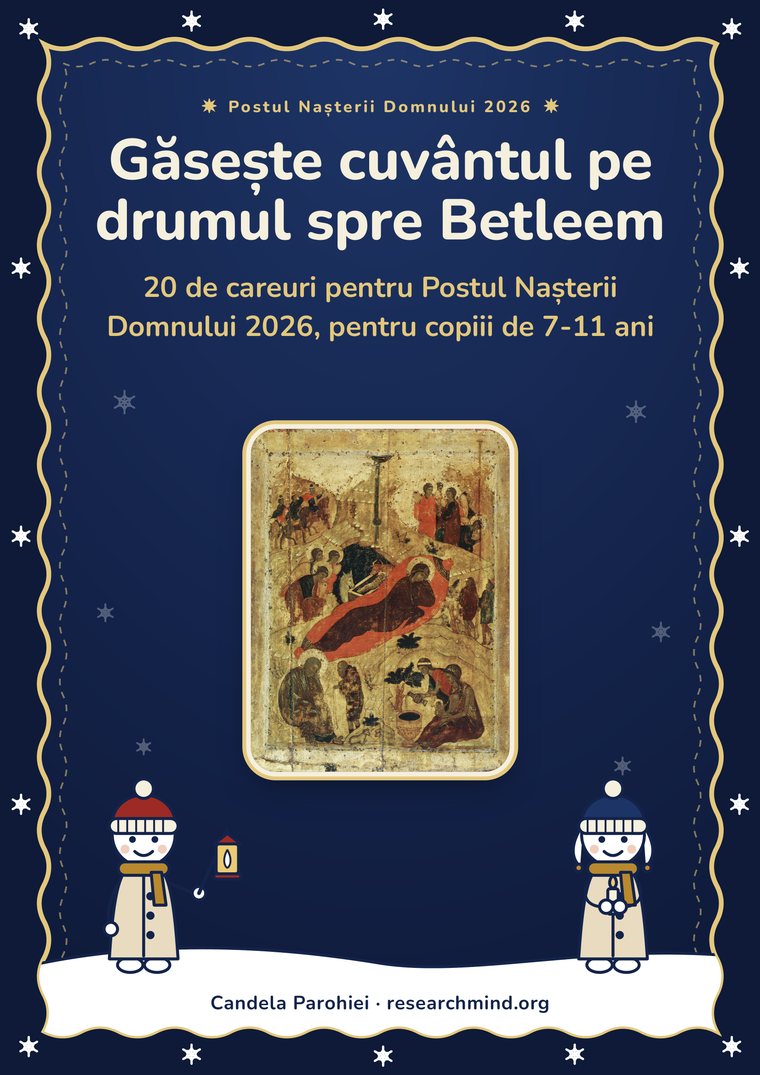 Postul Nașterii Domnului 2026
Găsește cuvântul pe
drumul spre Betleem
20 de careuri pentru Postul Nașterii
Domnului 2026, pentru copiii de 7-11 ani
Candela Parohiei · researchmind.org